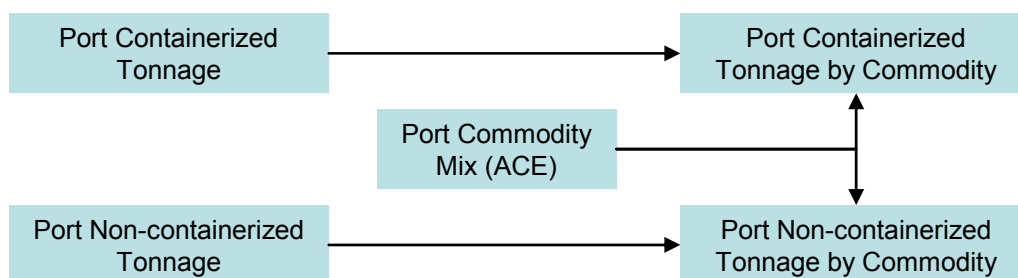 Port Containerized
Tonnage
Port Containerized
Tonnage by Commodity
Port Commodity
Mix (ACE)
Port Non-containerized
Tonnage
Port Non-containerized
Tonnage by Commodity